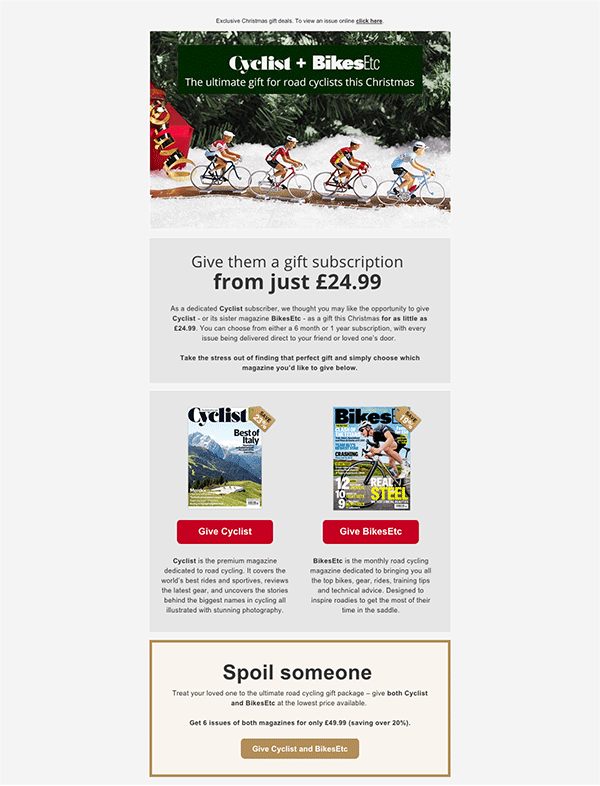 Exclusive Christmas gift deals. To view an issue online click here.
Cyclist + BikesEtc
The ultimate gift for road cyclists this Christmas
Give them a gift subscription
from just £24.99
As a dedicated Cyclist subscriber, we thought you may like the opportunity to give
Cyclist - or its sister magazine BikesEtc - as a gift this Christmas for as little as
£24.99. You can choose from either a 6 month or 1 year subscription, with every
issue being delivered direct to your friend or loved one's door.
Take the stress out of finding that perfect gift and simply choose which
magazine you'd like to give below.
Cyclist
SAVE
Best of
Italy
Bikes
SAVE
CRASHING
12
10
9
REAL
STEEL
Give Cyclist
Give BikesEtc
Cyclist is the premium magazine
dedicated to road cycling. It covers the
world's best rides and sportives, reviews
the latest gear, and uncovers the stories
behind the biggest names in cycling all
illustrated with stunning photography.
BikesEtc is the monthly road cycling
magazine dedicated to bringing you all
the top bikes, gear, rides, training tips
and technical advice. Designed to
inspire roadies to get the most of their
time in the saddle.
Spoil someone
Treat your loved one to the ultimate road cycling gift package – give both Cyclist
and BikesEtc at the lowest price available.
Get 6 issues of both magazines for only £49.99 (saving over 20%).
Give Cyclist and BikesEtc